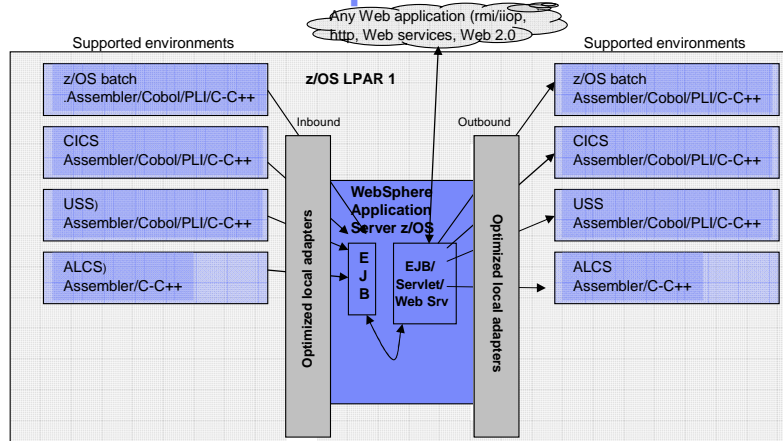 Any Web application (rmi/iiop,
http, Web services, Web 2.0
Supported environments
Supported environments
z/OS LPAR 1
z/OS batch
.Assembler/Cobol/PLI/C-C++
CICS
Assembler/Cobol/PLI/C-C++
USS)
Assembler/Cobol/PLI/C-C++
ALCS)
Assembler/C-C++
Inbound
Optimized local adapters
WebSphere
Application
Server z/OS
E
J
B
EJB/
Servlet/
Web Srv
Outbound
Optimized local adapters
z/OS batch
Assembler/Cobol/PLI/C-C++
CICS
Assembler/Cobol/PLI/C-C++
USS
Assembler/Cobol/PLI/C-C++
ALCS
Assembler/C-C++